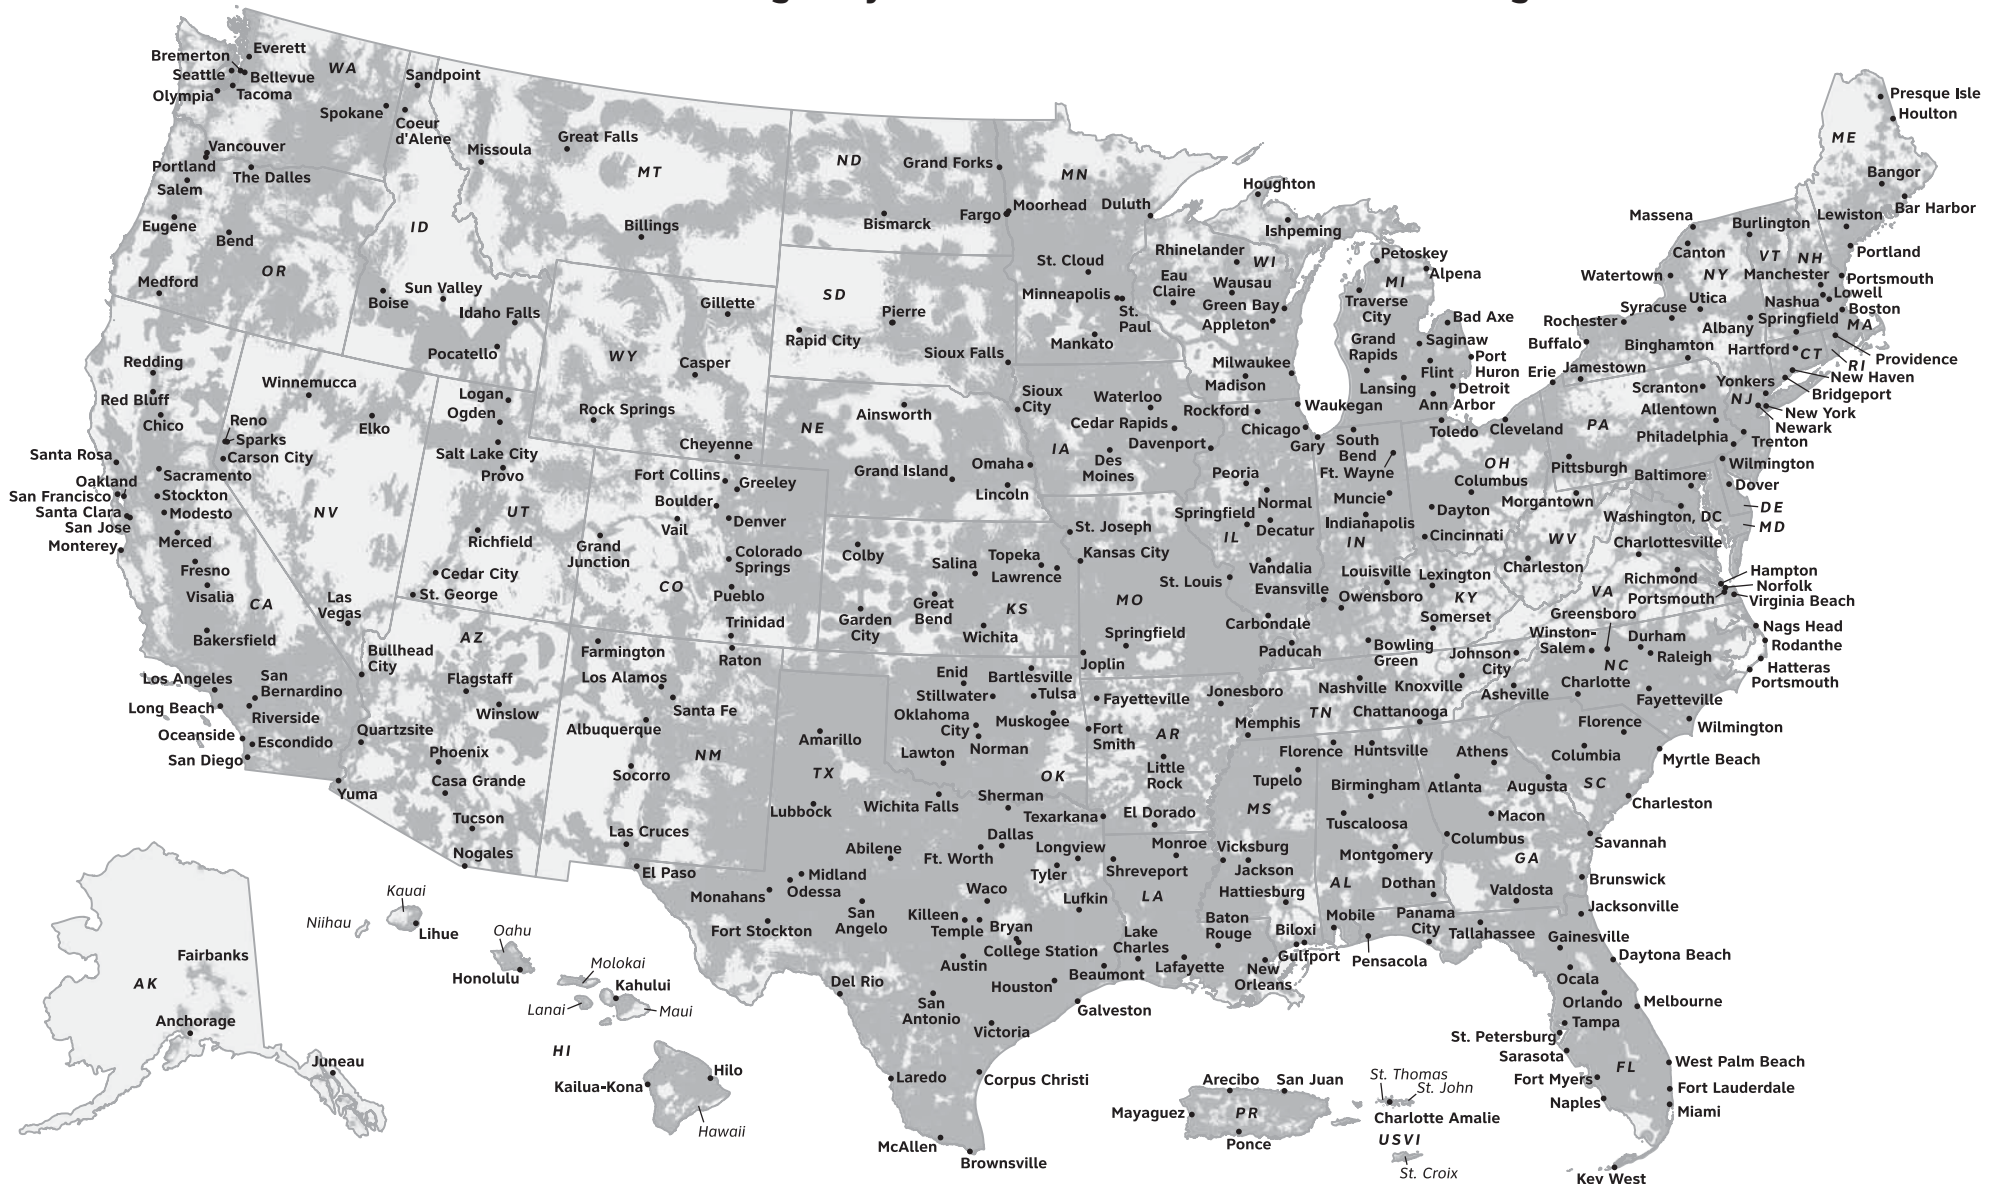 Everett
Bremerton
WA
Seattle
Bellevue
Sandpoint
Olympia
Tacoma
Spokane
Coeur
d'Alene
Great Falls
Missoula
Vancouver
Portland
The Dalles
Salem
MT
ND
Grand Forks
MN
Eugene
Bend
ID
Billings
Bismarck
Fargo
Moorhead
Duluth
Houghton
Ishpeming
OR
Medford
Boise
Sun Valley
Idaho Falls
Pocatello
Gillette
WY
Casper
SD
Pierre
Rapid City
Sioux Falls
St. Cloud
Minneapolis
St.
Paul
Mankato
Rhinelander
WI
Eau
Claire
Wausau
Green Bay
Appleton
Milwaukee
Madison
Petoskey
Alpena
MI
Traverse
City
Bad Axe
Grand
Rapids
Saginaw
Port
Huron
Flint
Lansing
Detroit
Ann Arbor
Presque Isle
Houlton
ME
Bangor
Bar Harbor
Lewiston
Massena
Burlington
Canton
VT
NH
Portland
Watertown
NY
Manchester
Portsmouth
Utica
Nashua
Lowell
Syracuse
Boston
Rochester
Albany
Springfield
MA
Buffalo
Binghamton
Hartford
CT
Providence
RI
Erie
Jamestown
New Haven
Scranton
Yonkers
Bridgeport
NJ
Allentown
New York
Newark
PA
Philadelphia
Trenton
Pittsburgh
Wilmington
Baltimore
Dover
Morgantown
DE
Washington, DC
MD
Redding
Red Bluff
Chico
Winnemucca
Elko
Reno
Sparks
Carson City
Logan
Ogden
Salt Lake City
Provo
Rock Springs
Cheyenne
Ainsworth
NE
Grand Island
Omaha
Lincoln
Sioux
City
Waterloo
Cedar Rapids
Davenport
IA
Des
Moines
Rockford
Waukegan
Chicago
Gary
South
Bend
Toledo
Cleveland
Ft. Wayne
OH
Columbus
Peoria
Normal
Muncie
Dayton
Springfield
Decatur
Indianapolis
IL
IN
Cincinnati
Santa Rosa
Sacramento
Oakland
San Francisco
Stockton
Santa Clara
Modesto
San Jose
Monterey
Merced
Fresno
Visalia
CA
Bakersfield
NV
UT
Richfield
Cedar City
St. George
Las
Vegas
Fort Collins
Greeley
Boulder
Vail
Denver
Grand
Junction
Colorado
Springs
CO
Pueblo
Trinidad
Raton
Colby
Salina
Topeka
Lawrence
Garden
City
Great
Bend
KS
Wichita
St. Joseph
Kansas City
St. Louis
MO
Springfield
Joplin
Vandalia
Evansville
Louisville
Lexington
Owensboro
KY
Somerset
Carbondale
Paducah
Bowling
Green
WV
Charleston
Charlottesville
Richmond
VA
Hampton
Norfolk
Portsmouth
Virginia Beach
Greensboro
Winston-
Salem
Durham
Nags Head
Raleigh
Rodanthe
Johnson
City
NC
Hatteras
Portsmouth
Charlotte
Asheville
Fayetteville
Wilmington
Los Angeles
San
Bernardino
Long Beach
Riverside
Oceanside
Escondido
San Diego
Bullhead
City
AZ
Flagstaff
Winslow
Quartzsite
Phoenix
Casa Grande
Yuma
Tucson
Nogales
Farmington
Los Alamos
Santa Fe
Albuquerque
NM
Socorro
Las Cruces
El Paso
Amarillo
TX
Lubbock
Enid
Bartlesville
Stillwater
Tulsa
Oklahoma
City
Muskogee
Norman
Lawton
OK
Wichita Falls
Sherman
Texarkana
Fayetteville
Fort
Smith
AR
Little
Rock
El Dorado
Jonesboro
Nashville
Knoxville
TN
Chattanooga
Memphis
Florence
Huntsville
Tupelo
Birmingham
MS
Tuscaloosa
Athens
Atlanta
Augusta
Florence
Columbia
SC
Myrtle Beach
Charleston
Macon
Columbus
Savannah
GA
Dallas
Abilene
Ft. Worth
Longview
Tyler
Monroe
Shreveport
Vicksburg
Jackson
Montgomery
AL
Dothan
Valdosta
Brunswick
Midland
Odessa
Monahans
Waco
Lufkin
LA
Hattiesburg
Fort Stockton
San
Angelo
Killeen
Temple
Bryan
College Station
Lake
Charles
Baton
Rouge
Biloxi
Gulfport
Mobile
Panama
City
Pensacola
Tallahassee
Jacksonville
Gainesville
Daytona Beach
Austin
Beaumont
Lafayette
New
Orleans
Del Rio
Houston
Galveston
San
Antonio
Victoria
Laredo
Corpus Christi
McAllen
Brownsville
Ocala
Orlando
Melbourne
Tampa
St. Petersburg
Sarasota
West Palm Beach
FL
Fort Myers
Fort Lauderdale
Naples
Miami
Key West
AK
Fairbanks
Anchorage
Juneau
Kauai
Niihau
Lihue
Oahu
Honolulu
Molokai
Kahului
Lanai
Maui
HI
Hilo
Kailua-Kona
Hawaii
Arecibo
San Juan
Mayaguez
PR
Ponce
St. Thomas
St. John
Charlotte Amalie
USVI
St. Croix